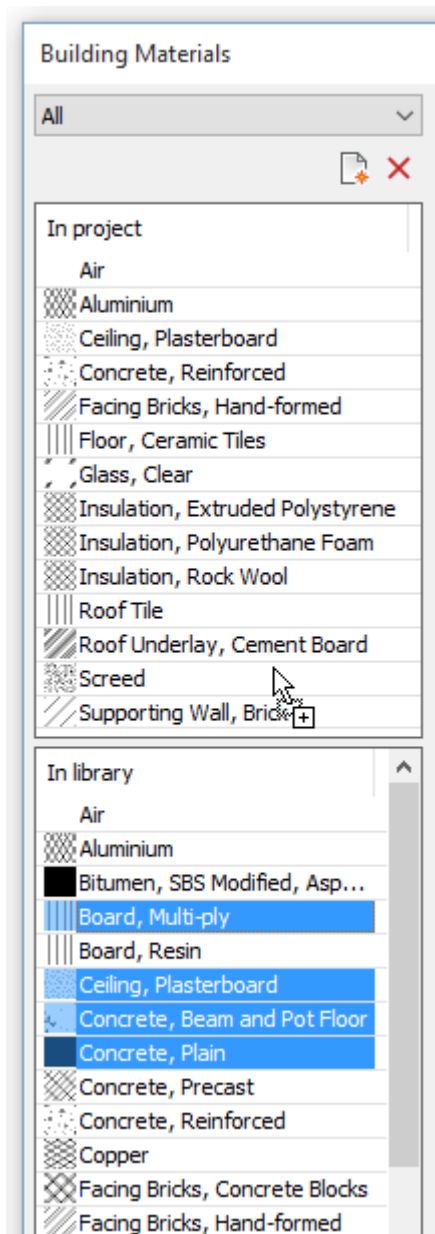 Building Materials
All
In project
Air
Aluminium
Ceiling, Plasterboard
Concrete, Reinforced
Facing Bricks, Hand-formed
Floor, Ceramic Tiles
Glass, Clear
Insulation, Extruded Polystyrene
Insulation, Polyurethane Foam
Insulation, Rock Wool
Roof Tile
Roof Underlay, Cement Board
Screed
Supporting Wall,
In library
Air
Aluminium
Bitumen, SBS Modified, Asp...
Board, Multi-ply
Board, Resin
Ceiling, Plasterboard
Concrete, Beam and Pot Floor
Concrete, Plain
Concrete, Precast
Concrete, Reinforced
Copper
Facing Bricks, Concrete Blocks
Facing Bricks, Hand-formed